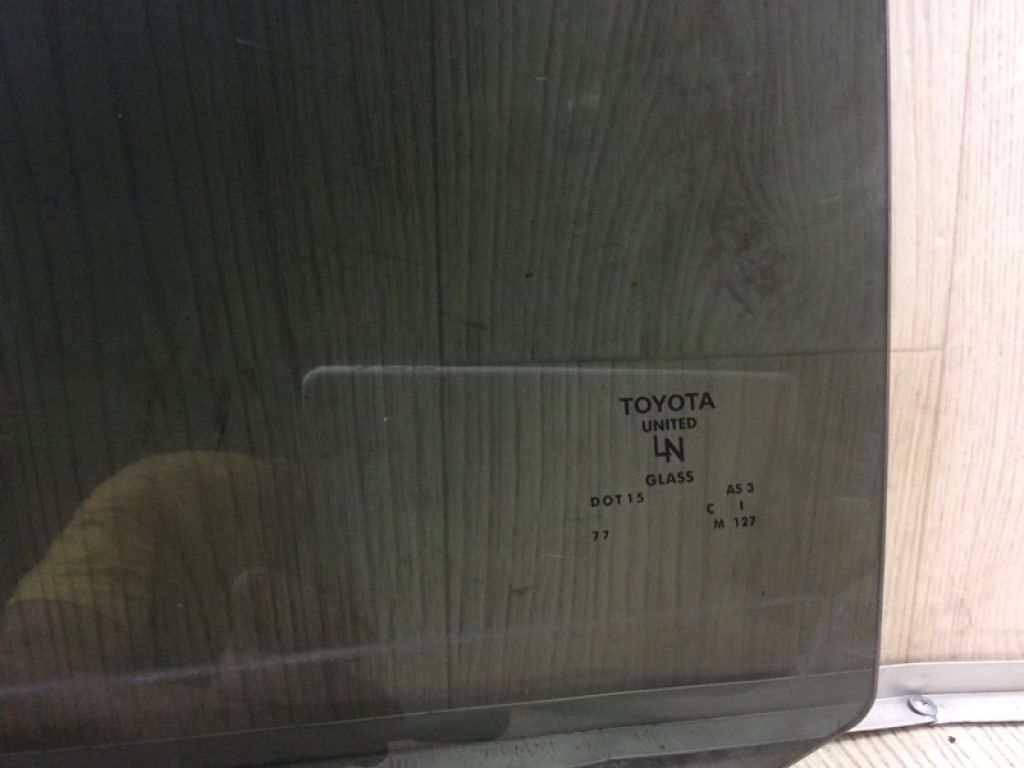 TOYOTA
UNITED
LN
GLASS
DOT 15 AS 3
C I
M 127
77